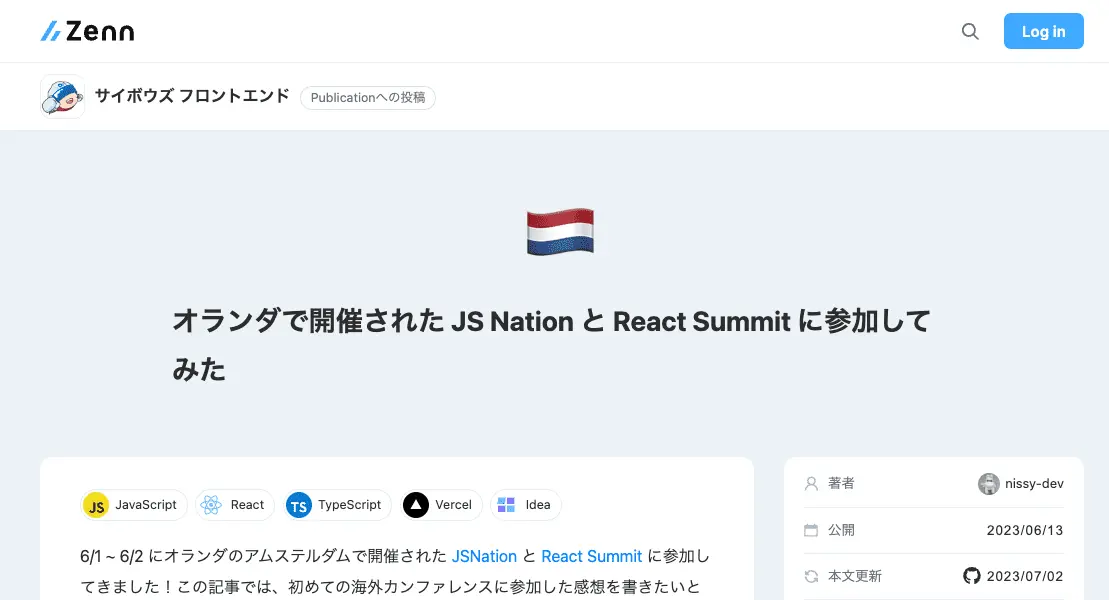 Zenn
Log in
サイボウズ フロントエンド
Publicationへの投稿
オランダで開催された JS Nation と React Summit に参加して
みた
JS JavaScript
React
TS TypeScript
Vercel
Idea
6/1 ~ 6/2 にオランダのアムステルダムで開催された JSNation と React Summit に参加し
てきました！この記事では、初めての海外カンファレンスに参加した感想を書きたいと
著者
nissy-dev
公開
2023/06/13
本文更新
2023/07/02